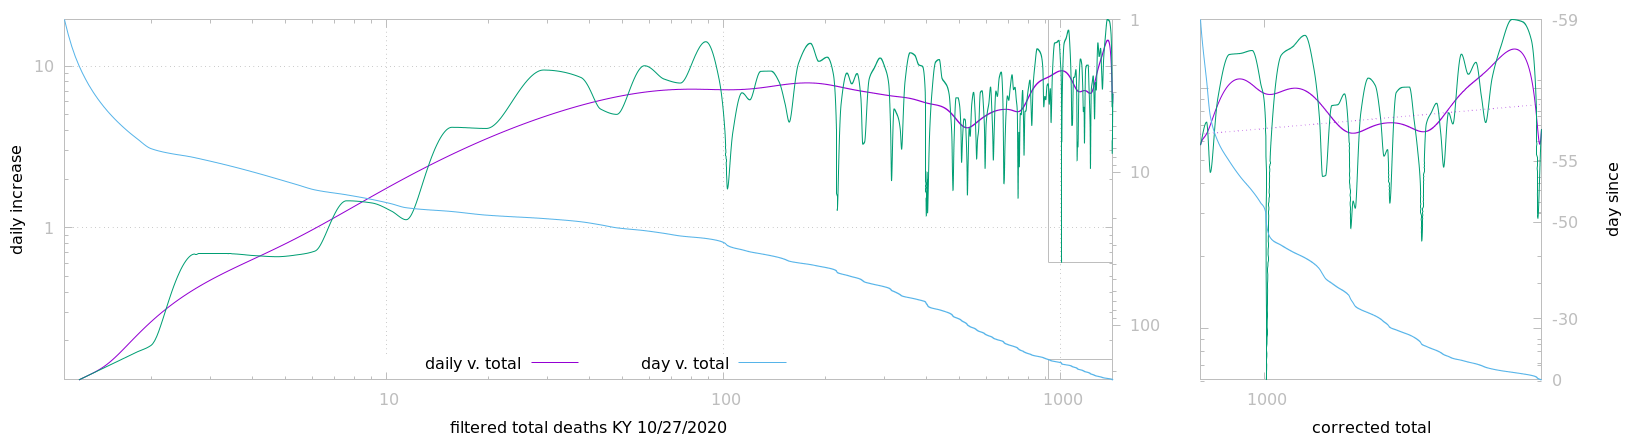 daily increase
10
1
10
100
1000
1
10
100
daily v. total
day v. total
filtered total deaths KY 10/27/2020
1000
corrected total
-59
-55
-50
-30
0
day since